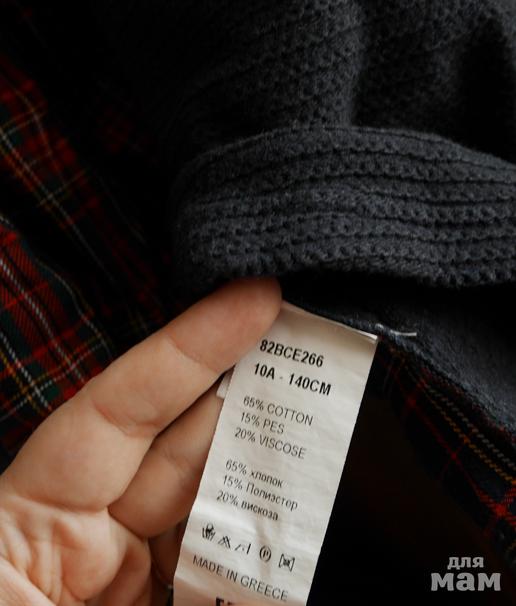 82BCE266
10A - 140CM
65% COTTON
15% PES
20% VISCOSE
65% хлопок
15% Полиэстер
20% вискоза
MADE IN GREECE
для
мам